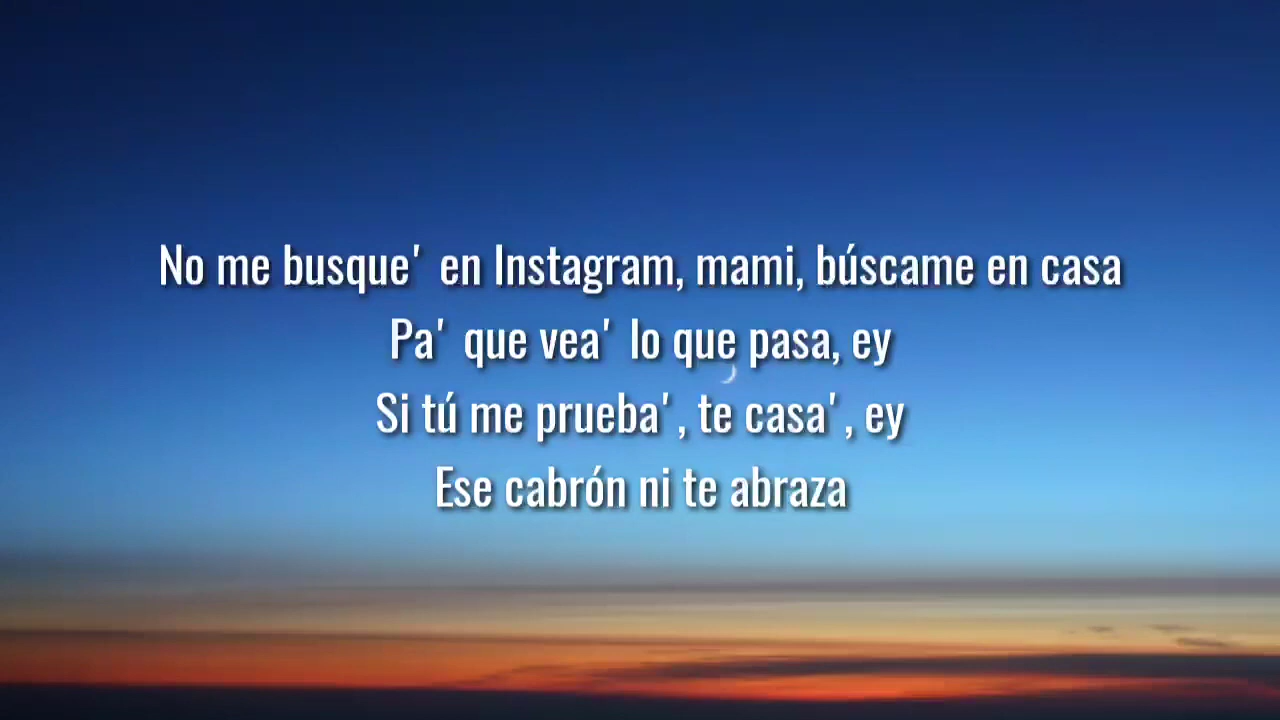 No me busque' en Instagram, mami, búscame en casa
Pa' que vea' lo que pasa, ey
Si tú me prueba', te casa', ey
Ese cabrón ni te abraza